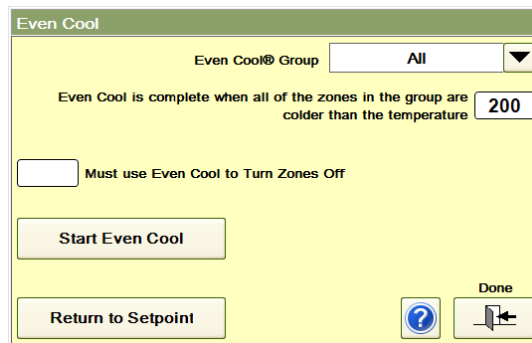 Even Cool
Even Cool® Group
All
Even Cool is complete when all of the zones in the group are
colder than the temperature
200
Must use Even Cool to Turn Zones Off
Start Even Cool
Done
Return to Setpoint
?